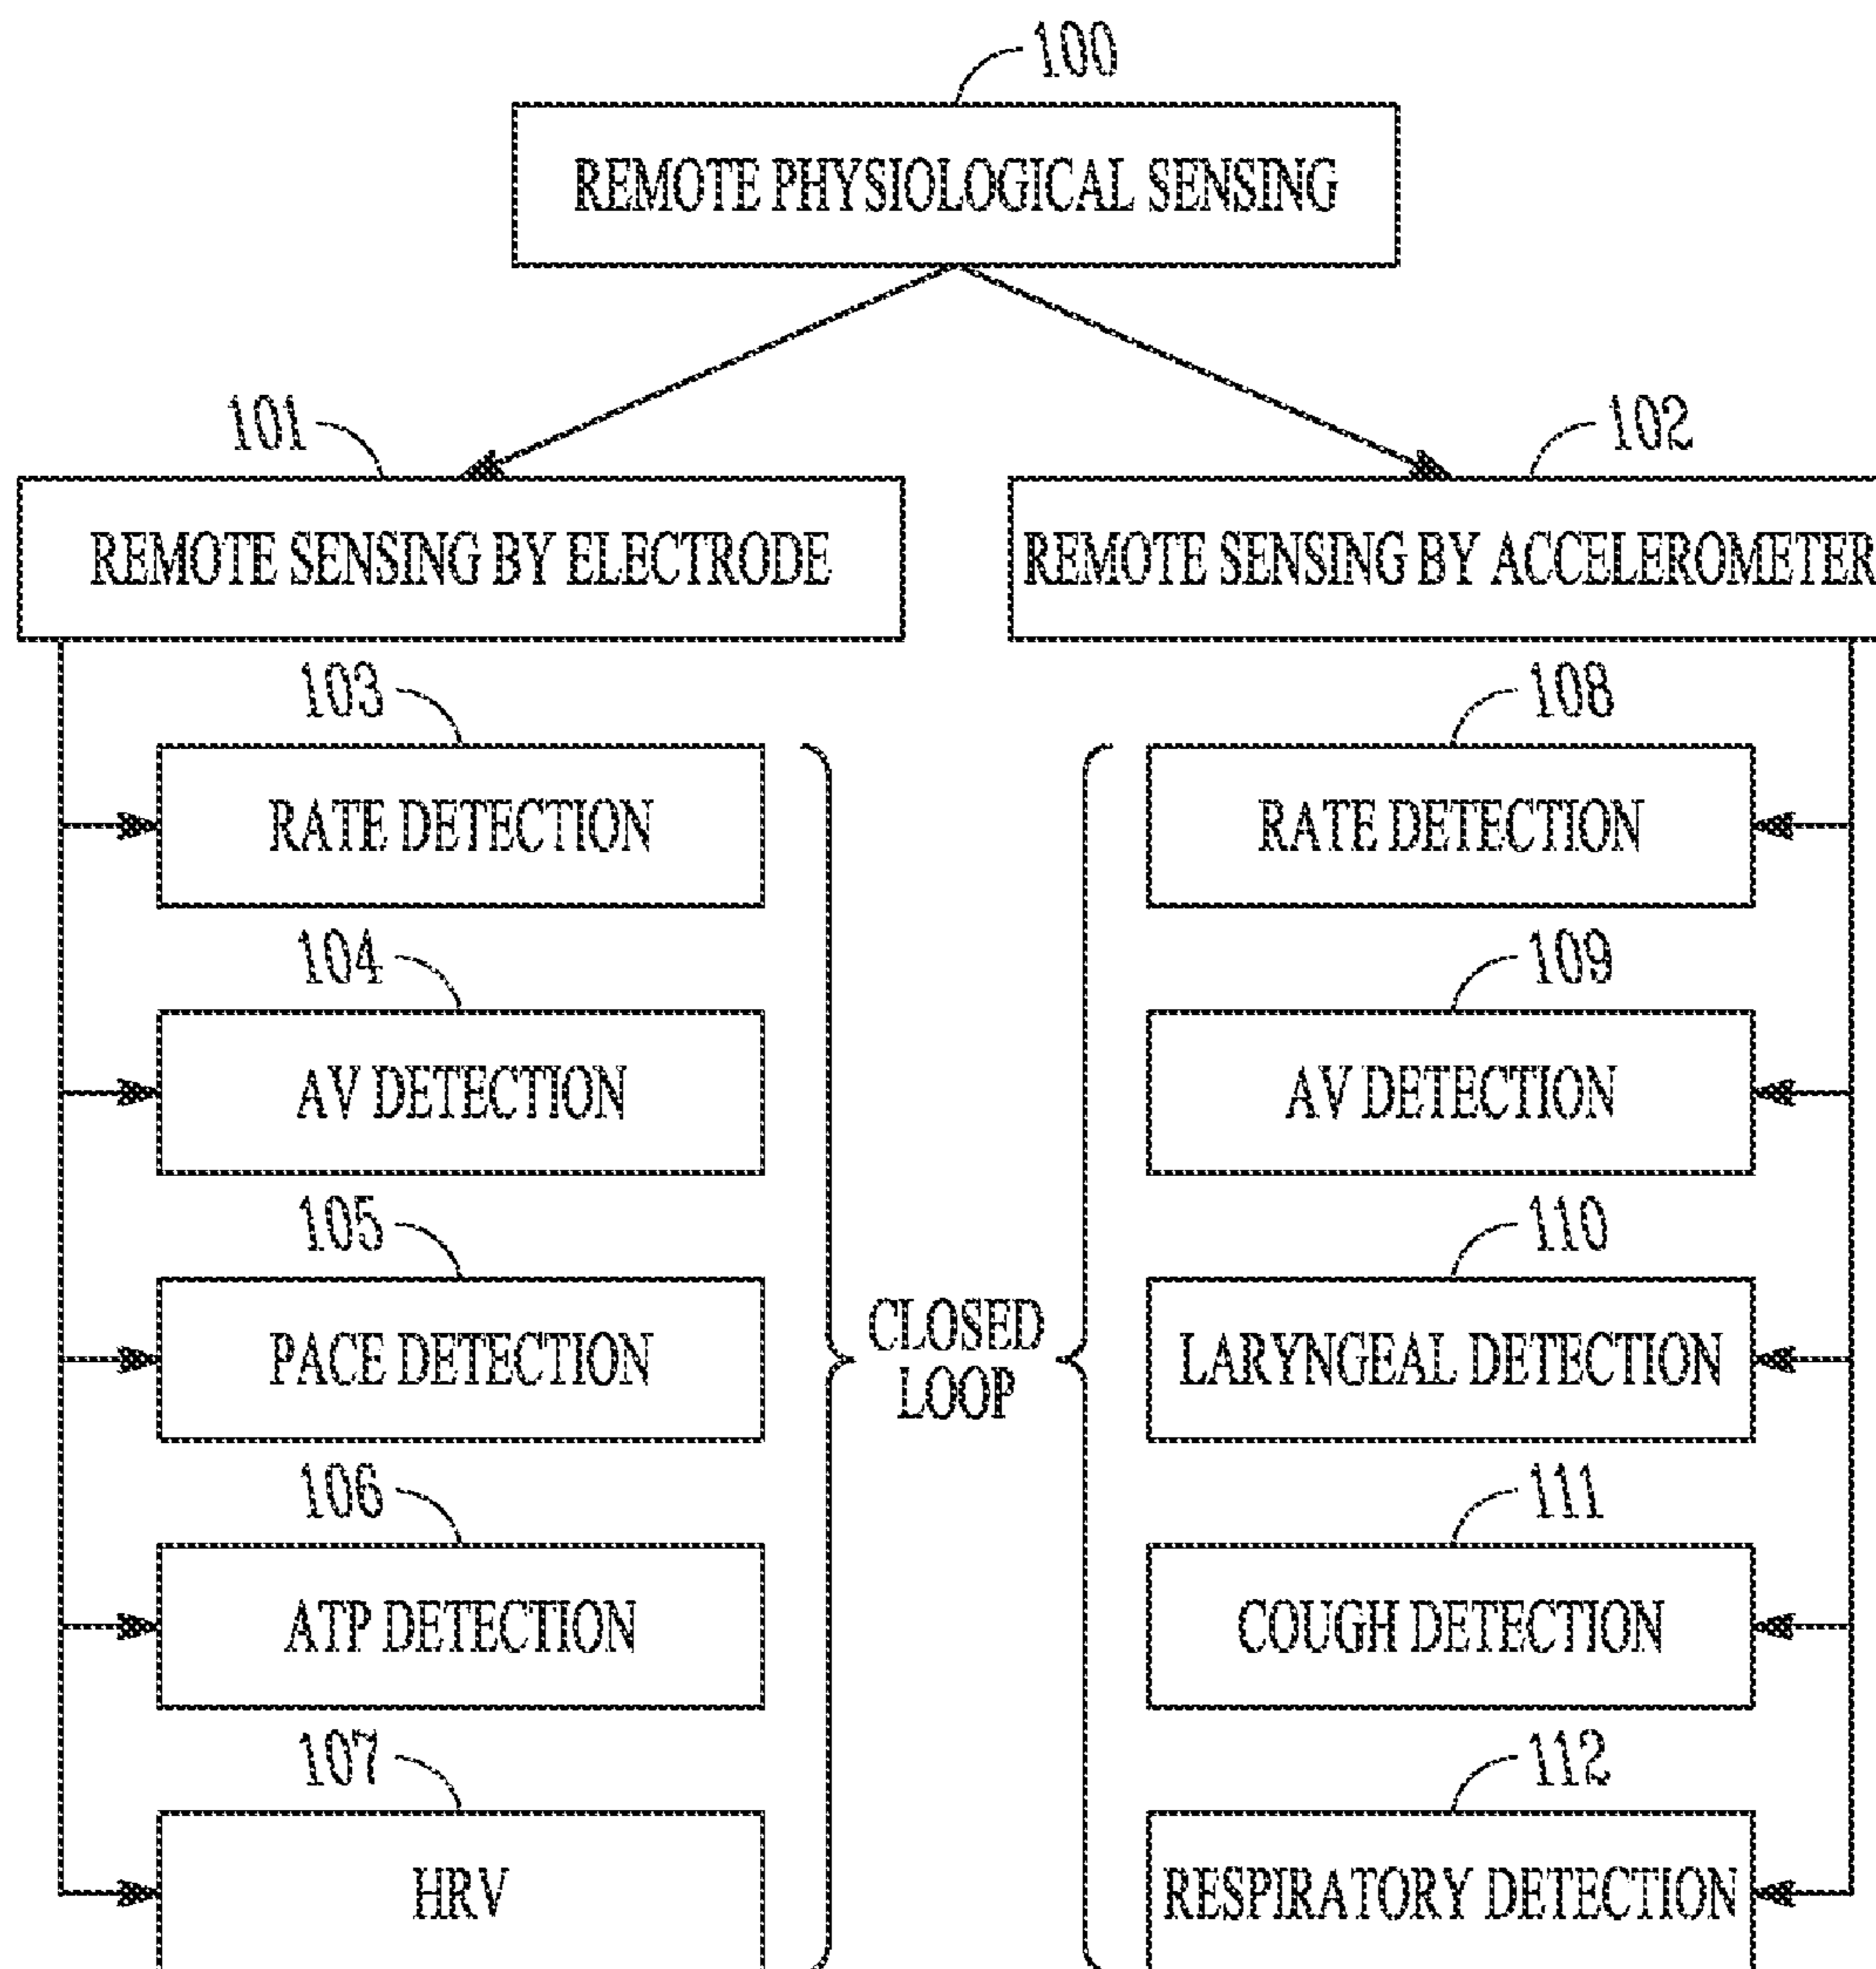 100
REMOTE PHYSIOLOGICAL SENSING
101
REMOTE SENSING BY ELECTRODE
102
REMOTE SENSING BY ACCELEROMETER
103
RATE DETECTION
104
AV DETECTION
105
PACE DETECTION
106
ATP DETECTION
107
HRV
CLOSED
LOOP
108
RATE DETECTION
109
AV DETECTION
110
LARYNGEAL DETECTION
111
COUGH DETECTION
112
RESPIRATORY DETECTION